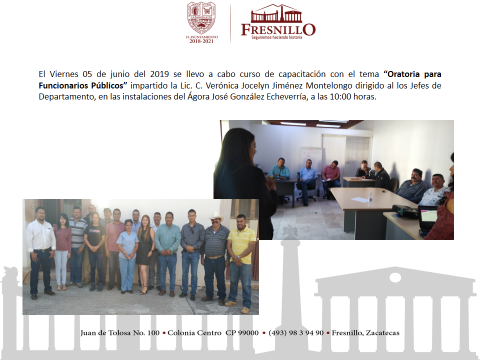 H. AYUNTAMIENTO
2018-2021
FRESNILLO
Seguiremos haciendo historia
El Viernes 05 de junio del 2019 se llevo a cabo curso de capacitación con el tema “Oratoria para
Funcionarios Públicos” impartido la Lic. C. Verónica Jocelyn Jiménez Montelongo dirigido al los Jefes de
Departamento, en las instalaciones del Ágora José González Echeverría, a las 10:00 horas.
Juan de Tolosa No. 100 • Colonia Centro CP 99000 • (493) 98 3 94 90 • Fresnillo, Zacatecas